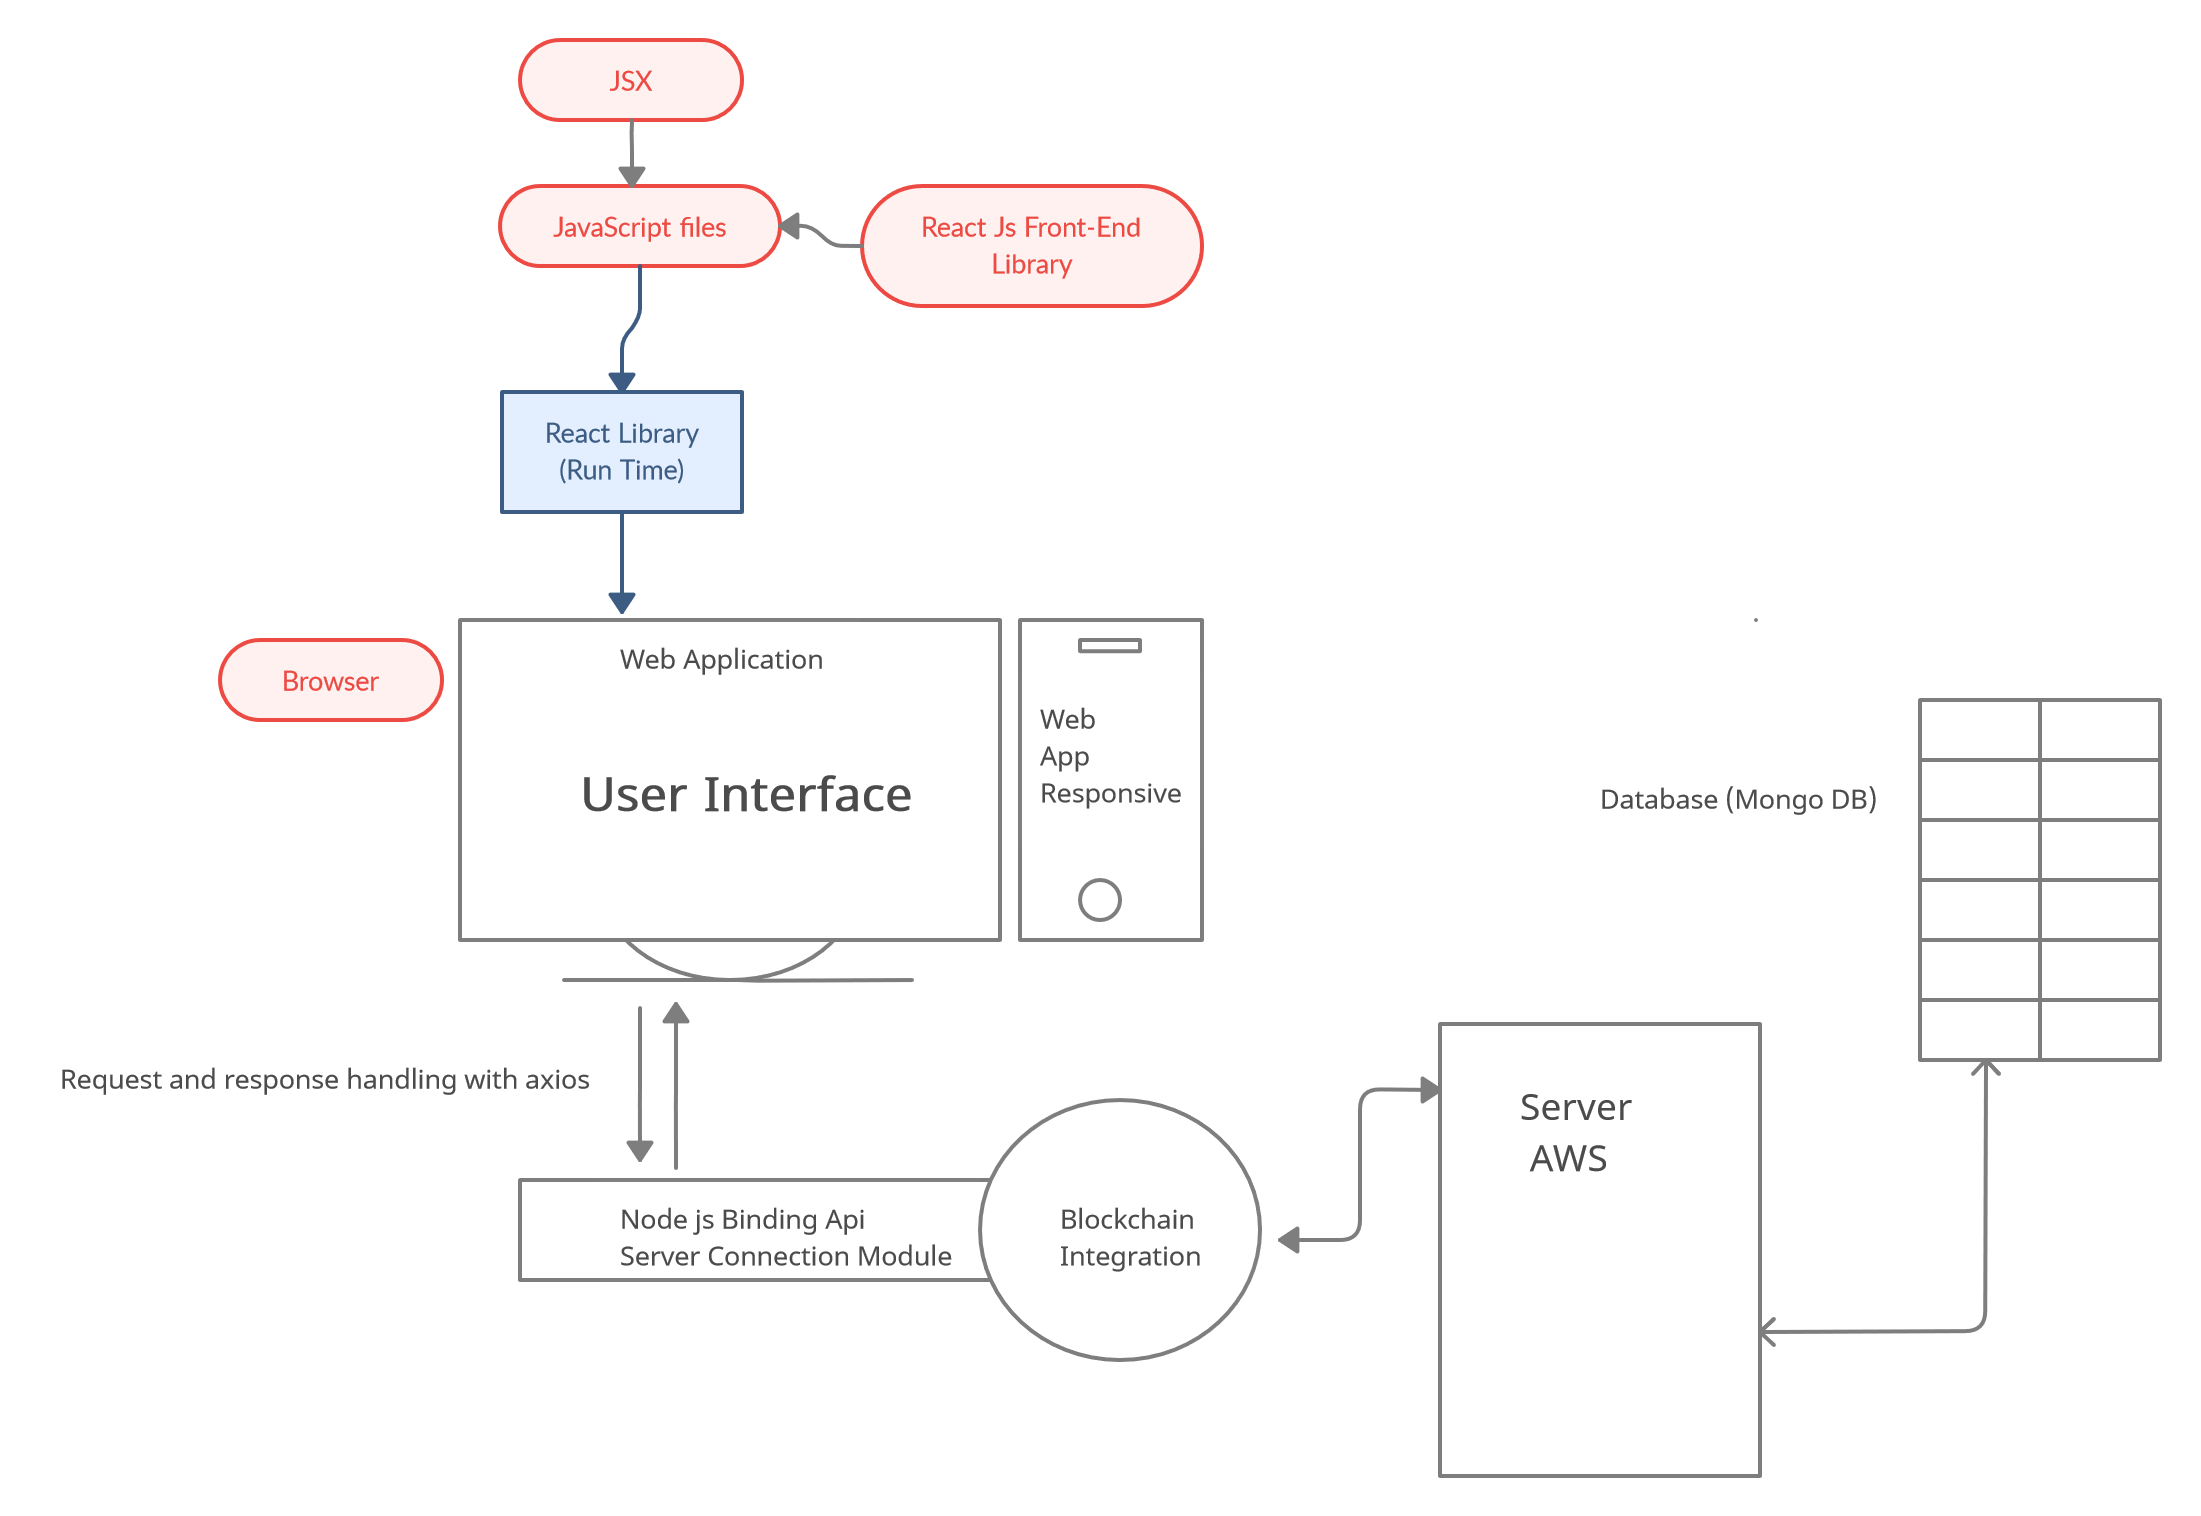 JSX
JavaScript files
React Js Front-End
Library
React Library
(Run Time)
Browser
Web Application
User Interface
Web
App
Responsive
Database (Mongo DB)
Request and response handling with axios
Server
AWS
Node js Binding Api
Server Connection Module
Blockchain
Integration